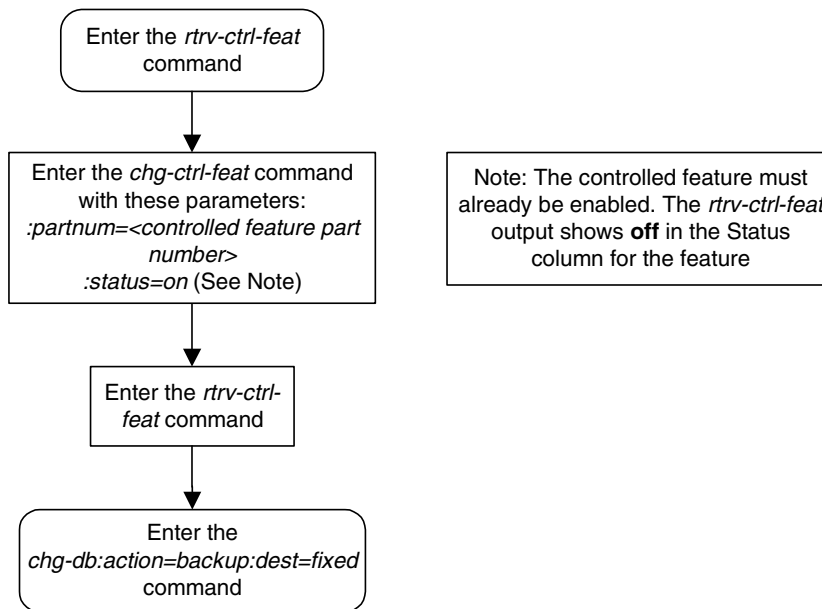 Enter the rtrv-ctrl-feat
command
Enter the chg-ctrl-feat command
with these parameters:
:partnum=<controlled feature part
number>
:status=on (See Note)
Note: The controlled feature must
already be enabled. The rtrv-ctrl-feat
output shows off in the Status
column for the feature
Enter the rtrv-ctrl-
feat command
Enter the
chg-db:action=backup:dest=fixed
command